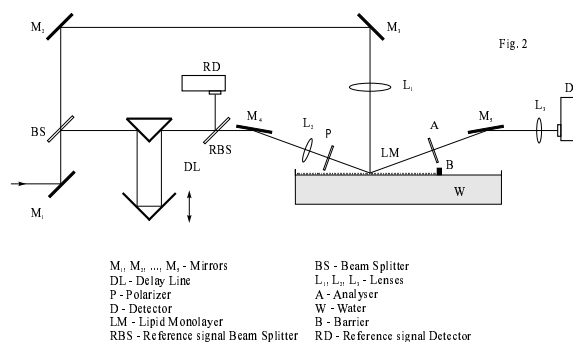 M₂
M₃
Fig. 2
RD
D
L₁
L₃
M₄
M₅
BS
L₂
P
A
RBS
LM
B
DL
W
M₁
M₁, M₂, ..., M₅ - Mirrors
DL - Delay Line
P - Polarizer
D - Detector
LM - Lipid Monolayer
RBS - Reference signal Beam Splitter
BS - Beam Splitter
L₁, L₂, L₃ - Lenses
A - Analyser
W - Water
B - Barrier
RD - Reference signal Detector